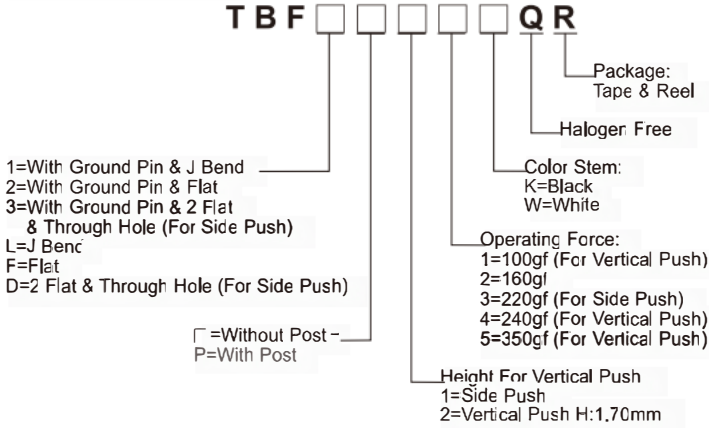 TBF□□□□□QR
Package:
Tape & Reel
Halogen Free
Color Stem:
K=Black
W=White
Operating Force:
1=100gf (For Vertical Push)
2=160gf
3=220gf (For Side Push)
4=240gf (For Vertical Push)
5=350gf (For Vertical Push)
Height For Vertical Push
1=Side Push
2=Vertical Push H:1.70mm
□=Without Post
P=With Post
1=With Ground Pin & J Bend
2=With Ground Pin & Flat
3=With Ground Pin & 2 Flat
& Through Hole (For Side Push)
L=J Bend
F=Flat
D=2 Flat & Through Hole (For Side Push)